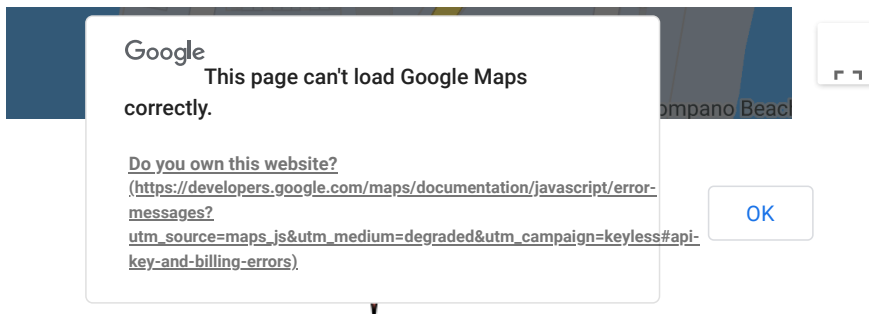 Google
This page can't load Google Maps
correctly.
ompano Beach
Do you own this website?
(https://developers.google.com/maps/documentation/javascript/error-
messages?
utm_source=maps_js&utm_medium=degraded&utm_campaign=keyless#api-
key-and-billing-errors)
OK